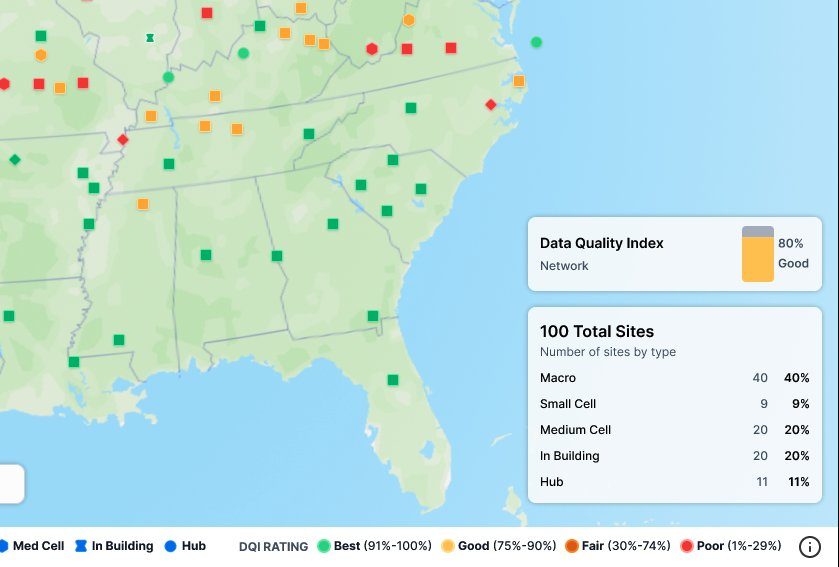 Data Quality Index
Network
80%
Good
100 Total Sites
Number of sites by type
Macro 40 40%
Small Cell 9 9%
Medium Cell 20 20%
In Building 20 20%
Hub 11 11%
Med Cell In Building Hub DQI RATING Best (91%-100%) Good (75%-90%) Fair (30%-74%) Poor (1%-29%)